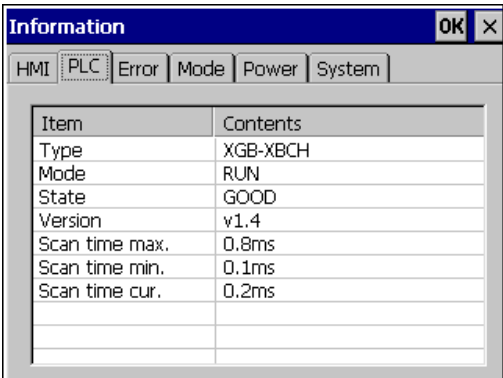 Information OK ×
HMI PLC Error Mode Power System
Item Contents
Type XGB-XBCH
Mode RUN
State GOOD
Version v1.4
Scan time max. 0.8ms
Scan time min. 0.1ms
Scan time cur. 0.2ms